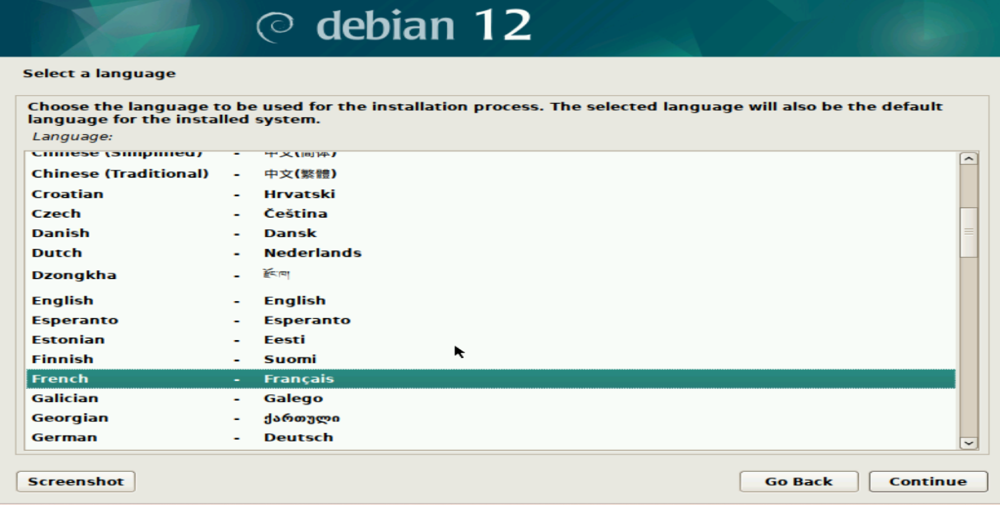 debian 12
Select a language
Choose the language to be used for the installation process. The selected language will also be the default
language for the installed system.
Language:
Chinese (Simplified) - 中文(简体)
Chinese (Traditional) - 中文(繁體)
Croatian - Hrvatski
Czech - Čeština
Danish - Dansk
Dutch - Nederlands
Dzongkha - རྫོང་ཁ།
English - English
Esperanto - Esperanto
Estonian - Eesti
Finnish - Suomi
French - Français
Galician - Galego
Georgian - ქართული
German - Deutsch
Screenshot Go Back Continue